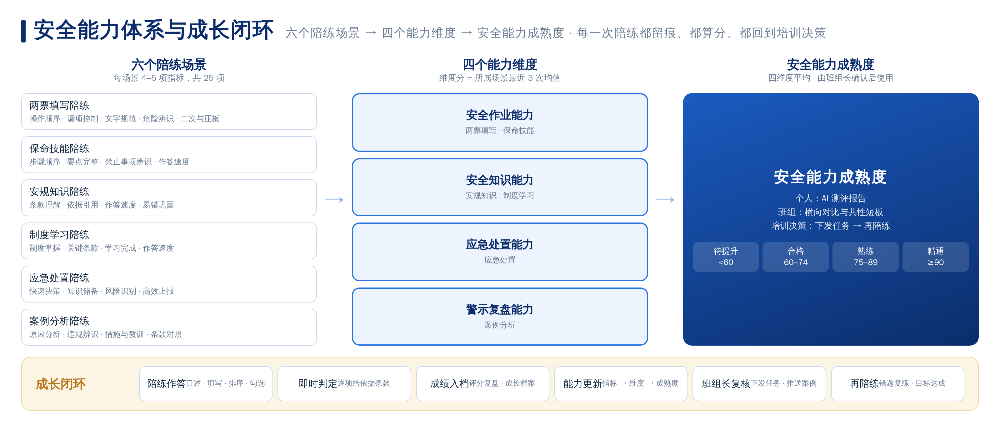 安全能力体系与成长闭环 六个陪练场景 → 四个能力维度 → 安全能力成熟度 · 每一次陪练都留痕、都算分、都回到培训决策
六个陪练场景
每场景 4–5 项指标，共 25 项
两票填写陪练
操作顺序 · 漏项控制 · 文字规范 · 危险辨识 · 二次与压板
保命技能陪练
步骤顺序 · 要点完整 · 禁止事项辨识 · 作答速度
安规知识陪练
条款理解 · 依据引用 · 作答速度 · 易错巩固
制度学习陪练
制度掌握 · 关键条款 · 学习完成 · 作答速度
应急处置陪练
快速决策 · 知识储备 · 风险识别 · 高效上报
案例分析陪练
原因分析 · 违规辨识 · 措施与教训 · 条款对照
→
四个能力维度
维度分 = 所属场景最近 3 次均值
安全作业能力
两票填写 · 保命技能
安全知识能力
安规知识 · 制度学习
应急处置能力
应急处置
警示复盘能力
案例分析
→
安全能力成熟度
四维度平均 · 由班组长确认后使用
安全能力成熟度
个人：AI 测评报告
班组：横向对比与共性短板
培训决策：下发任务 → 再陪练
待提升
<60
合格
60–74
熟练
75–89
精通
≥90
成长闭环
陪练作答口述 · 填写 · 排序 · 勾选
即时判定逐项给依据条款
成绩入档评分复盘 · 成长档案
能力更新指标 → 维度 → 成熟度
班组长复核下发任务 · 推送案例
再陪练错题复练 · 目标达成